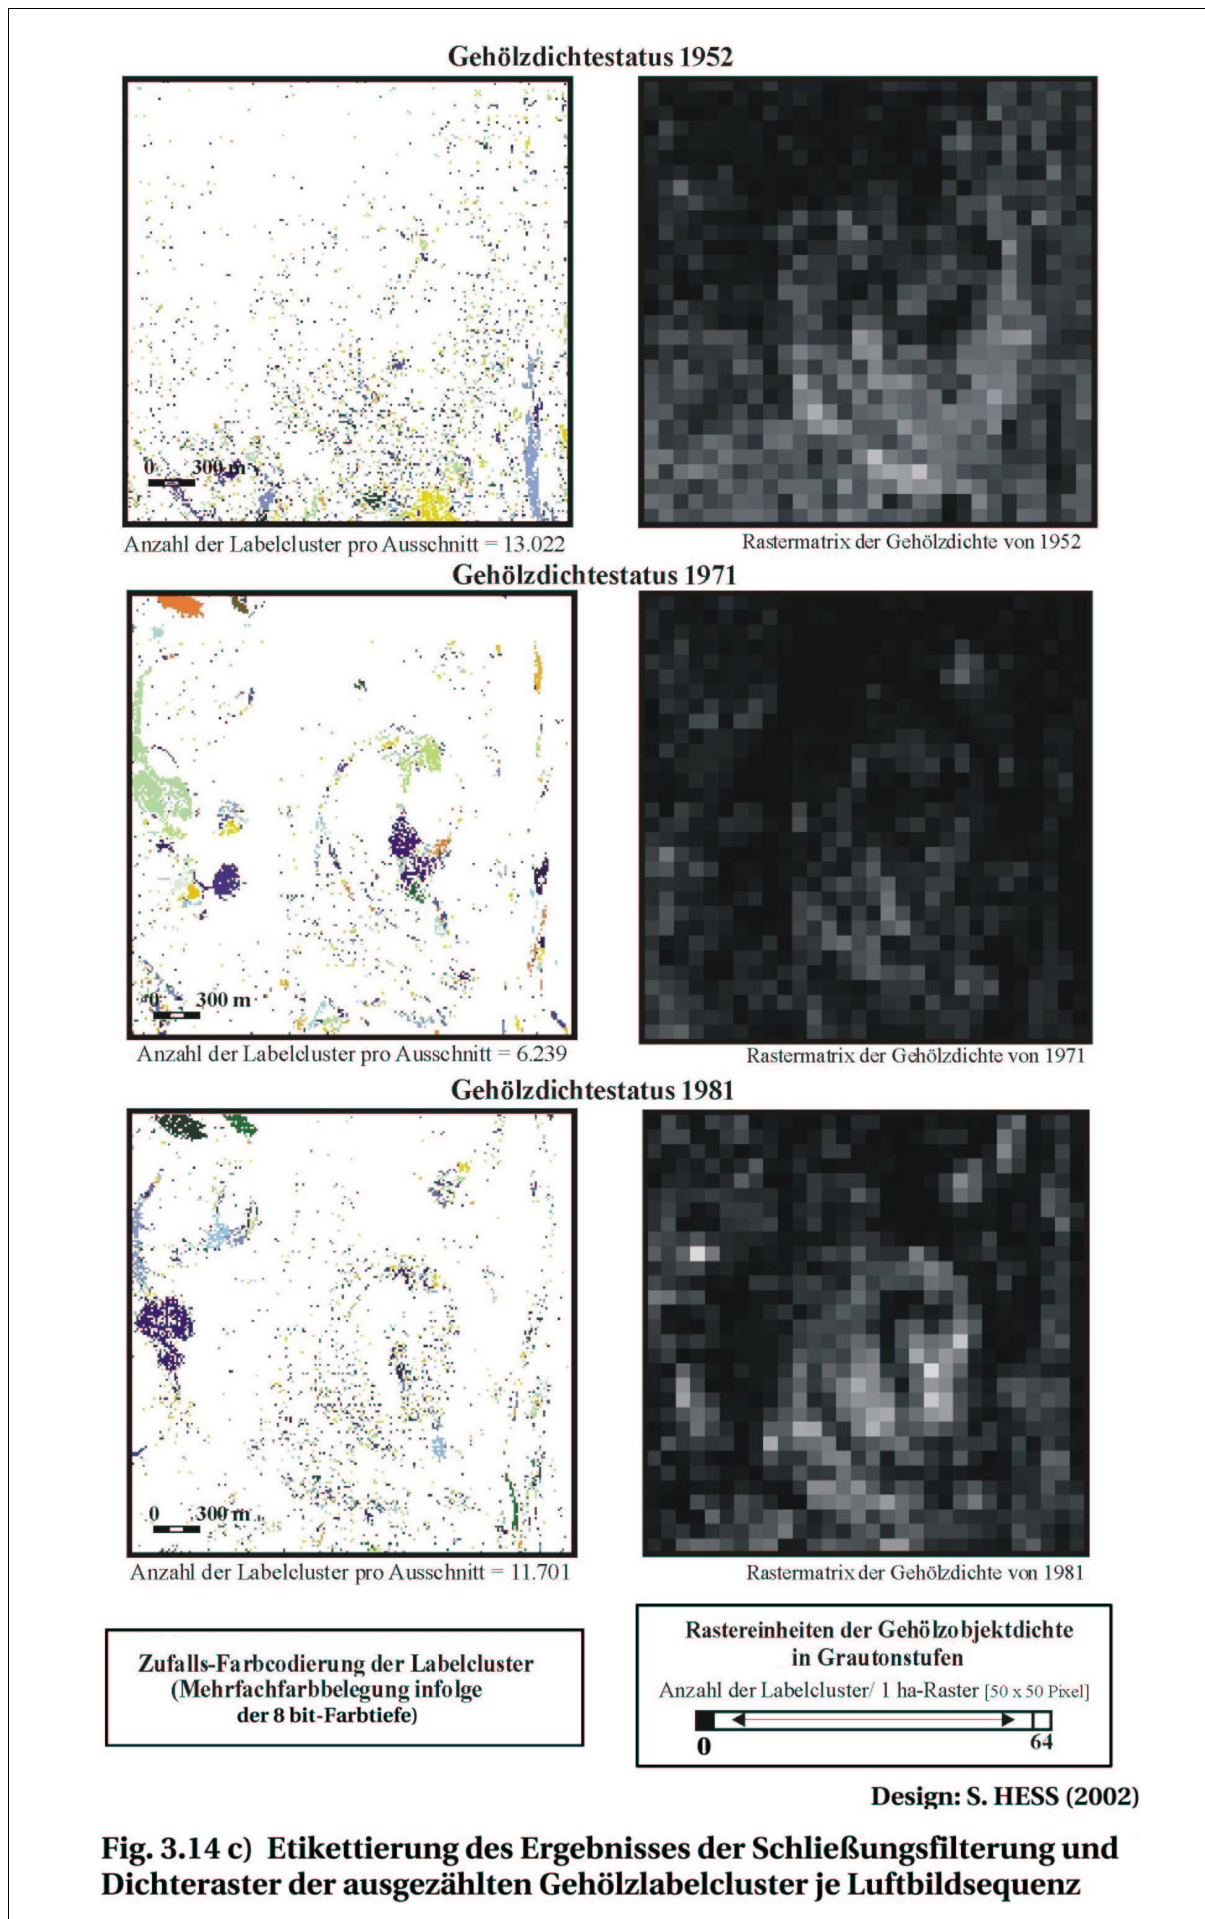 Gehölzdichtestatus 1952
0 300 m
Anzahl der Labelcluster pro Ausschnitt = 13.022
Rastermatrix der Gehölzdichte von 1952
Gehölzdichtestatus 1971
0 300 m
Anzahl der Labelcluster pro Ausschnitt = 6.239
Rastermatrix der Gehölzdichte von 1971
Gehölzdichtestatus 1981
0 300 m
Anzahl der Labelcluster pro Ausschnitt = 11.701
Rastermatrix der Gehölzdichte von 1981
Zufalls-Farbcodierung der Labelcluster
(Mehrfachfarbbelegung infolge
der 8 bit-Farbtiefe)
Rastereinheiten der Gehölzobjektdichte
in Grautonstufen
Anzahl der Labelcluster/ 1 ha-Raster [50 x 50 Pixel]
0 64
Design: S. HESS (2002)
Fig. 3.14 c) Etikettierung des Ergebnisses der Schließungsfilterung und
Dichteraster der ausgezählten Gehölzlabelcluster je Luftbildsequenz